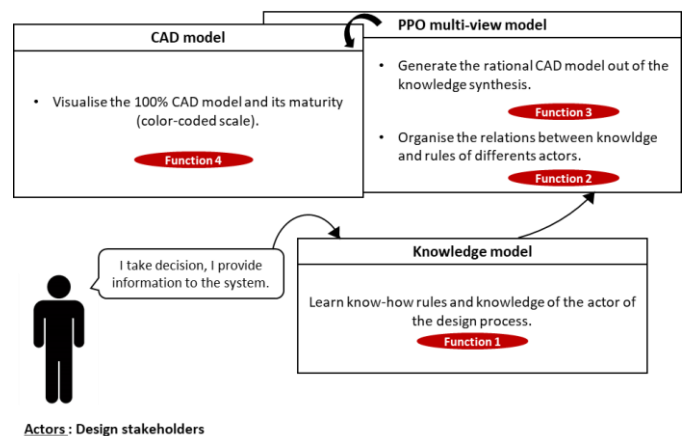 CAD model
• Visualise the 100% CAD model and its maturity
(color-coded scale).
Function 4
PPO multi-view model
• Generate the rational CAD model out of the
knowledge synthesis.
Function 3
• Organise the relations between knowldge
and rules of differents actors.
Function 2
I take decision, I provide
information to the system.
Knowledge model
Learn know-how rules and knowledge of the actor of
the design process.
Function 1
Actors : Design stakeholders